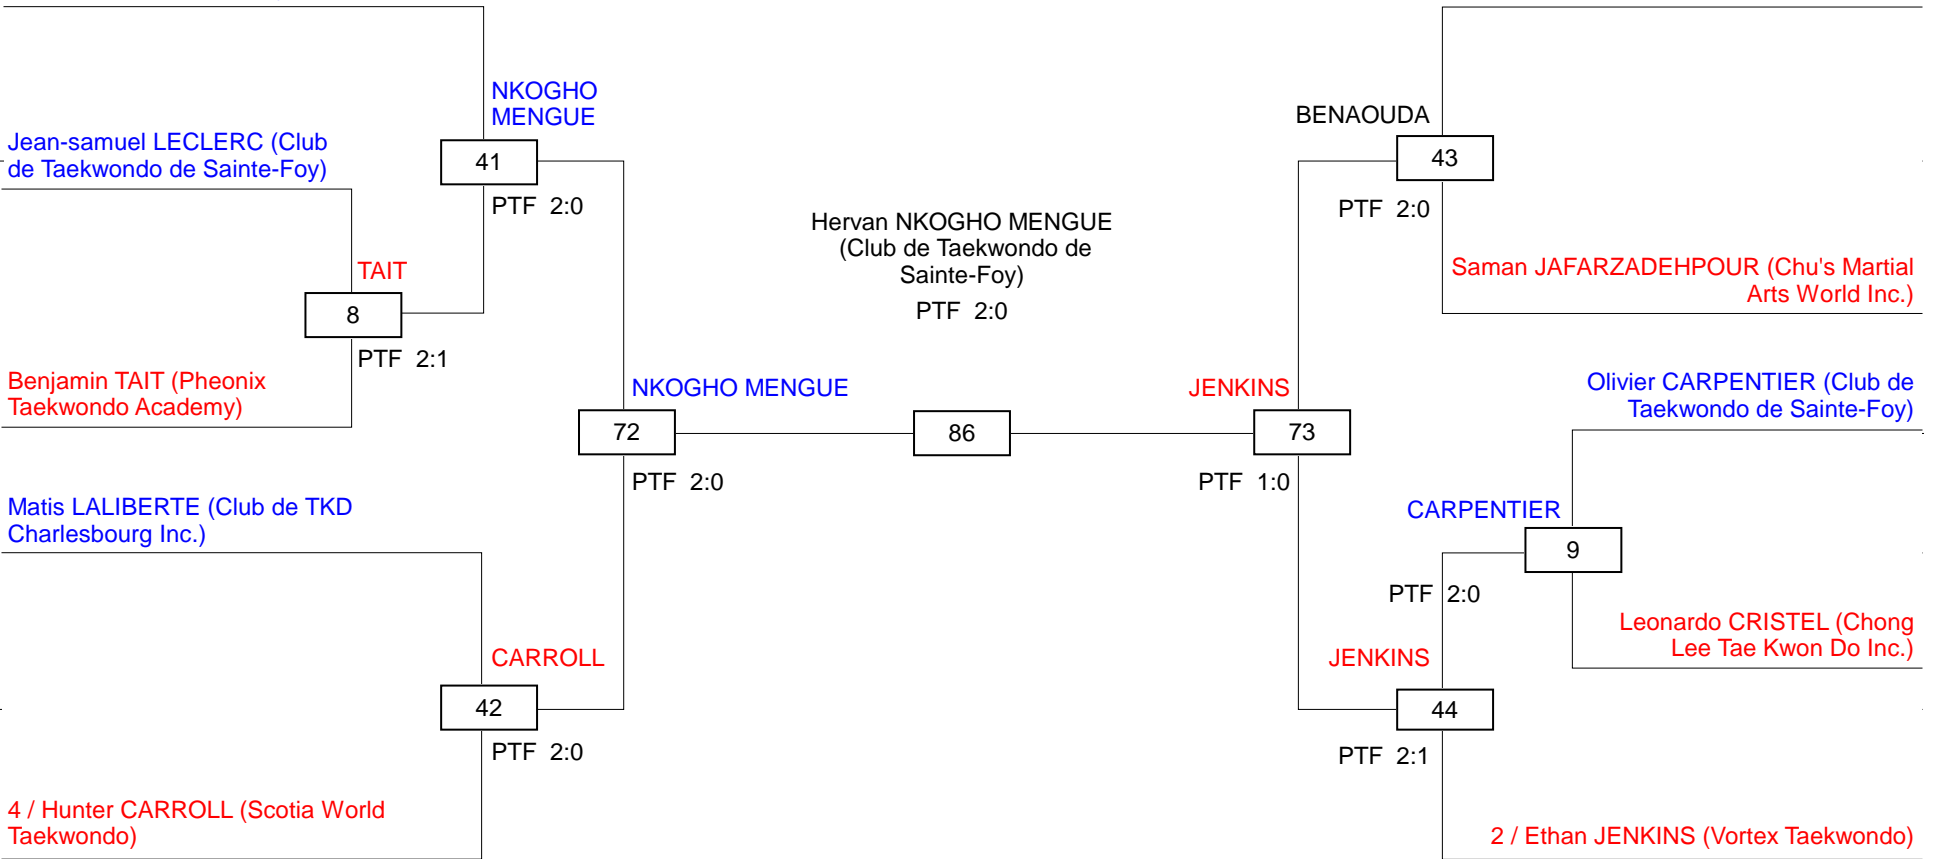 NKOGHO
MENGUE
Jean-samuel LECLERC (Club
de Taekwondo de Sainte-Foy)
41
PTF 2:0
TAIT
8
PTF 2:1
Benjamin TAIT (Pheonix
Taekwondo Academy)
NKOGHO MENGUE
72
PTF 2:0
Matis LALIBERTE (Club de TKD
Charlesbourg Inc.)
CARROLL
42
PTF 2:0
4 / Hunter CARROLL (Scotia World
Taekwondo)
Hervan NKOGHO MENGUE
(Club de Taekwondo de
Sainte-Foy)
PTF 2:0
86
BENAOUDA
43
PTF 2:0
Saman JAFARZADEHPOUR (Chu's Martial
Arts World Inc.)
JENKINS
73
PTF 1:0
Olivier CARPENTIER (Club de
Taekwondo de Sainte-Foy)
CARPENTIER
9
PTF 2:0
Leonardo CRISTEL (Chong
Lee Tae Kwon Do Inc.)
JENKINS
44
PTF 2:1
2 / Ethan JENKINS (Vortex Taekwondo)